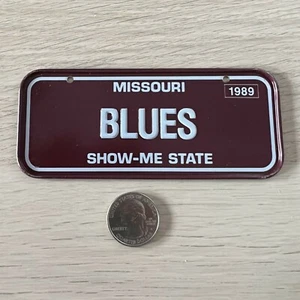 MISSOURI
1989
BLUES
SHOW-ME STATE